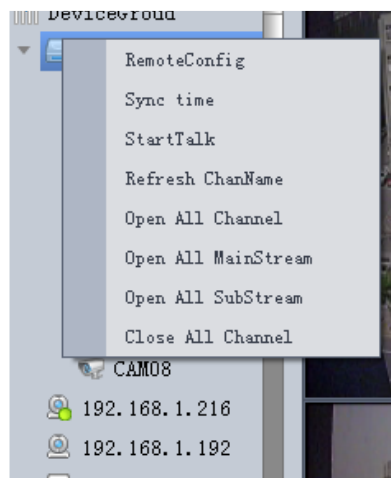 DeviceGroud
RemoteConfig
Sync time
StartTalk
Refresh ChanName
Open All Channel
Open All MainStream
Open All SubStream
Close All Channel
CAM08
192.168.1.216
192.168.1.192